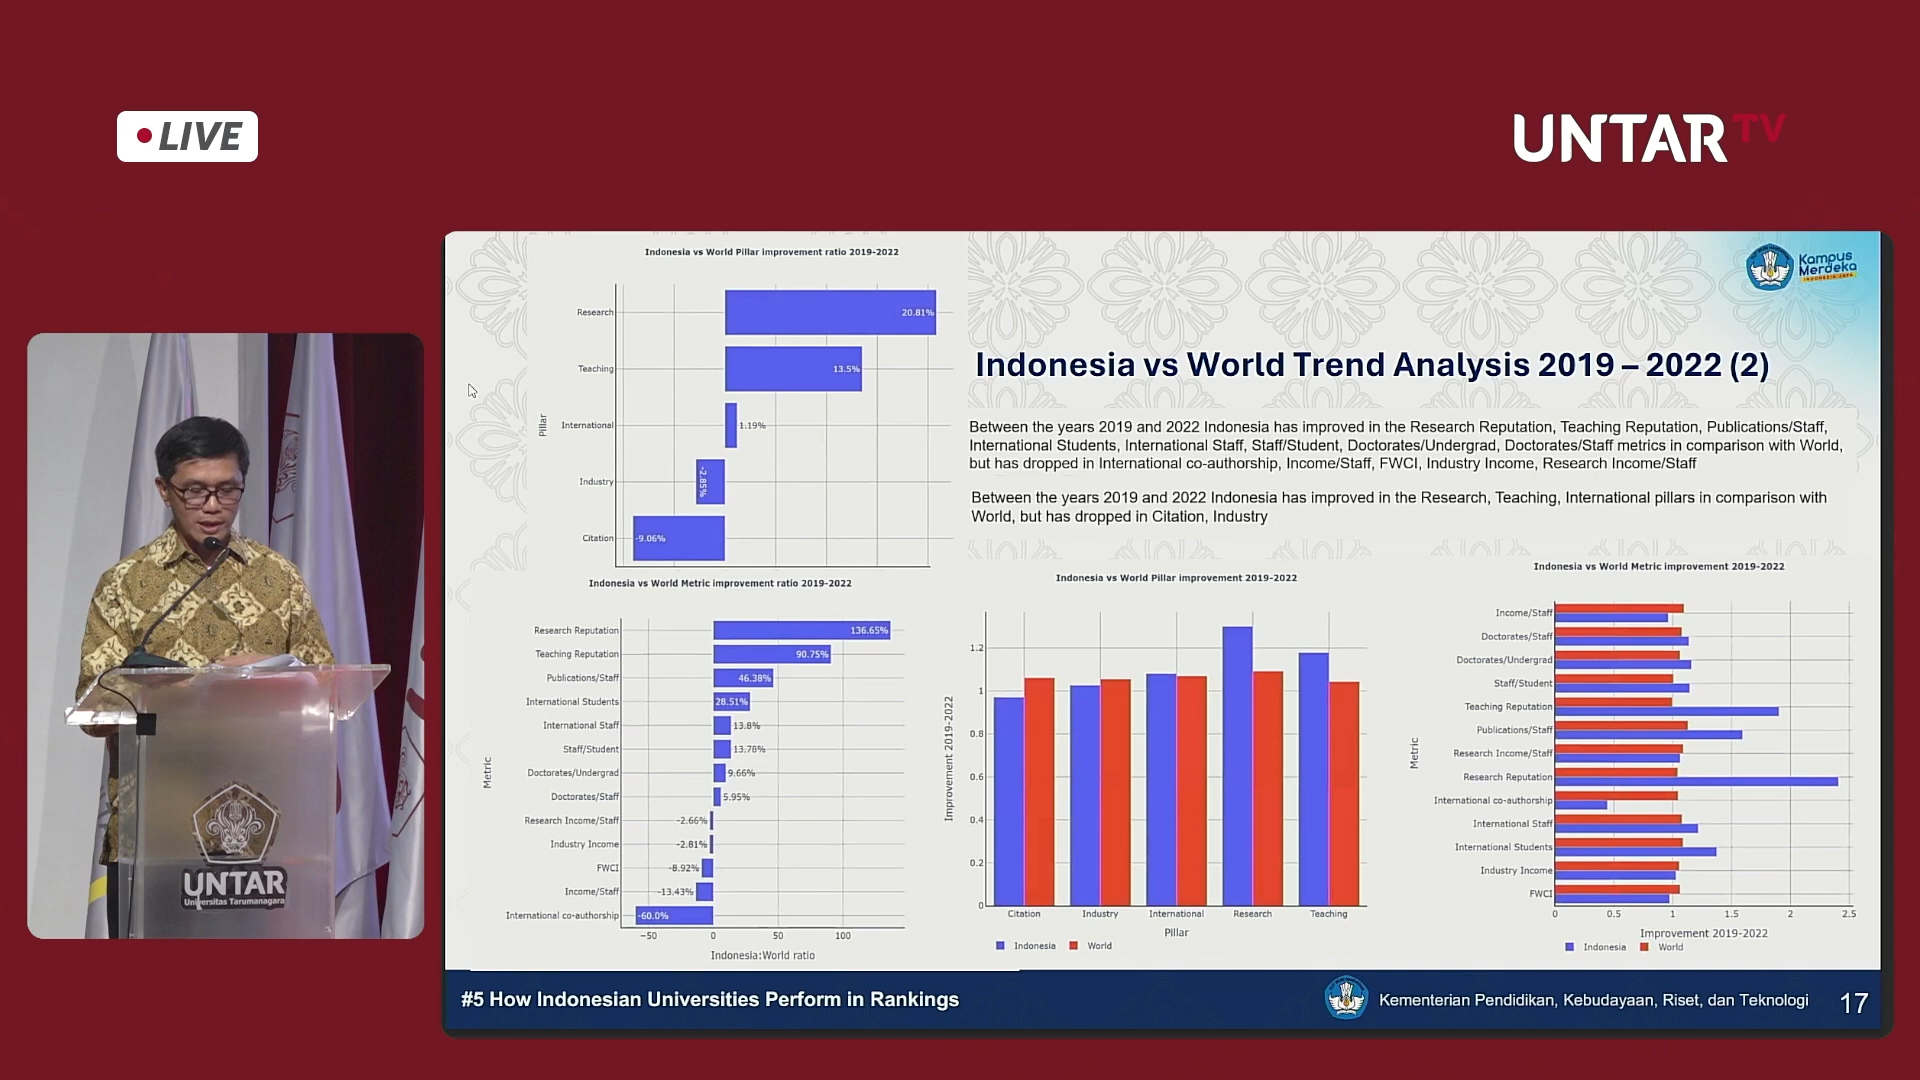 LIVE
UNTAR TV
Indonesia vs World Pillar improvement ratio 2019-2022
Pillar
Research
20.81%
Teaching
13.5%
International
1.19%
Industry
-2.85%
Citation
-9.06%
Kampus
Merdeka
INDONESIA JAYA
Indonesia vs World Trend Analysis 2019 – 2022 (2)
Between the years 2019 and 2022 Indonesia has improved in the Research Reputation, Teaching Reputation, Publications/Staff,
International Students, International Staff, Staff/Student, Doctorates/Undergrad, Doctorates/Staff metrics in comparison with World,
but has dropped in International co-authorship, Income/Staff, FWCI, Industry Income, Research Income/Staff
Between the years 2019 and 2022 Indonesia has improved in the Research, Teaching, International pillars in comparison with
World, but has dropped in Citation, Industry
Indonesia vs World Metric improvement ratio 2019-2022
Metric
Research Reputation
136.65%
Teaching Reputation
90.75%
Publications/Staff
46.38%
International Students
28.51%
International Staff
13.8%
Staff/Student
13.78%
Doctorates/Undergrad
9.66%
Doctorates/Staff
5.95%
Research Income/Staff
-2.66%
Industry Income
-2.81%
FWCI
-8.92%
Income/Staff
-13.43%
International co-authorship
-60.0%
−50 0 50 100
Indonesia:World ratio
Indonesia vs World Pillar improvement 2019-2022
Improvement 2019-2022
1.2
1
0.8
0.6
0.4
0.2
0
Citation Industry International Research Teaching
Pillar
Indonesia World
Indonesia vs World Metric improvement 2019-2022
Metric
Income/Staff
Doctorates/Staff
Doctorates/Undergrad
Staff/Student
Teaching Reputation
Publications/Staff
Research Income/Staff
Research Reputation
International co-authorship
International Staff
International Students
Industry Income
FWCI
0 0.5 1 1.5 2 2.5
Improvement 2019-2022
Indonesia World
UNTAR
Universitas Tarumanagara
#5 How Indonesian Universities Perform in Rankings
Kementerian Pendidikan, Kebudayaan, Riset, dan Teknologi
17